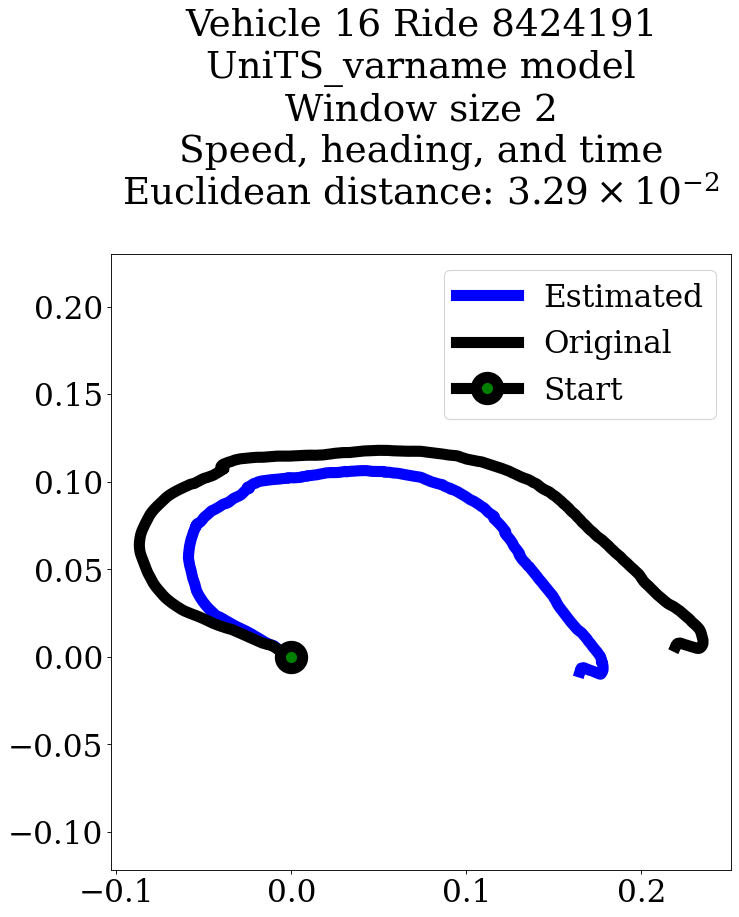 Vehicle 16 Ride 8424191
UniTS_varname model
Window size 2
Speed, heading, and time
Euclidean distance: 3.29 × 10⁻²
Estimated
Original
Start
0.20
0.15
0.10
0.05
0.00
−0.05
−0.10
−0.1 0.0 0.1 0.2